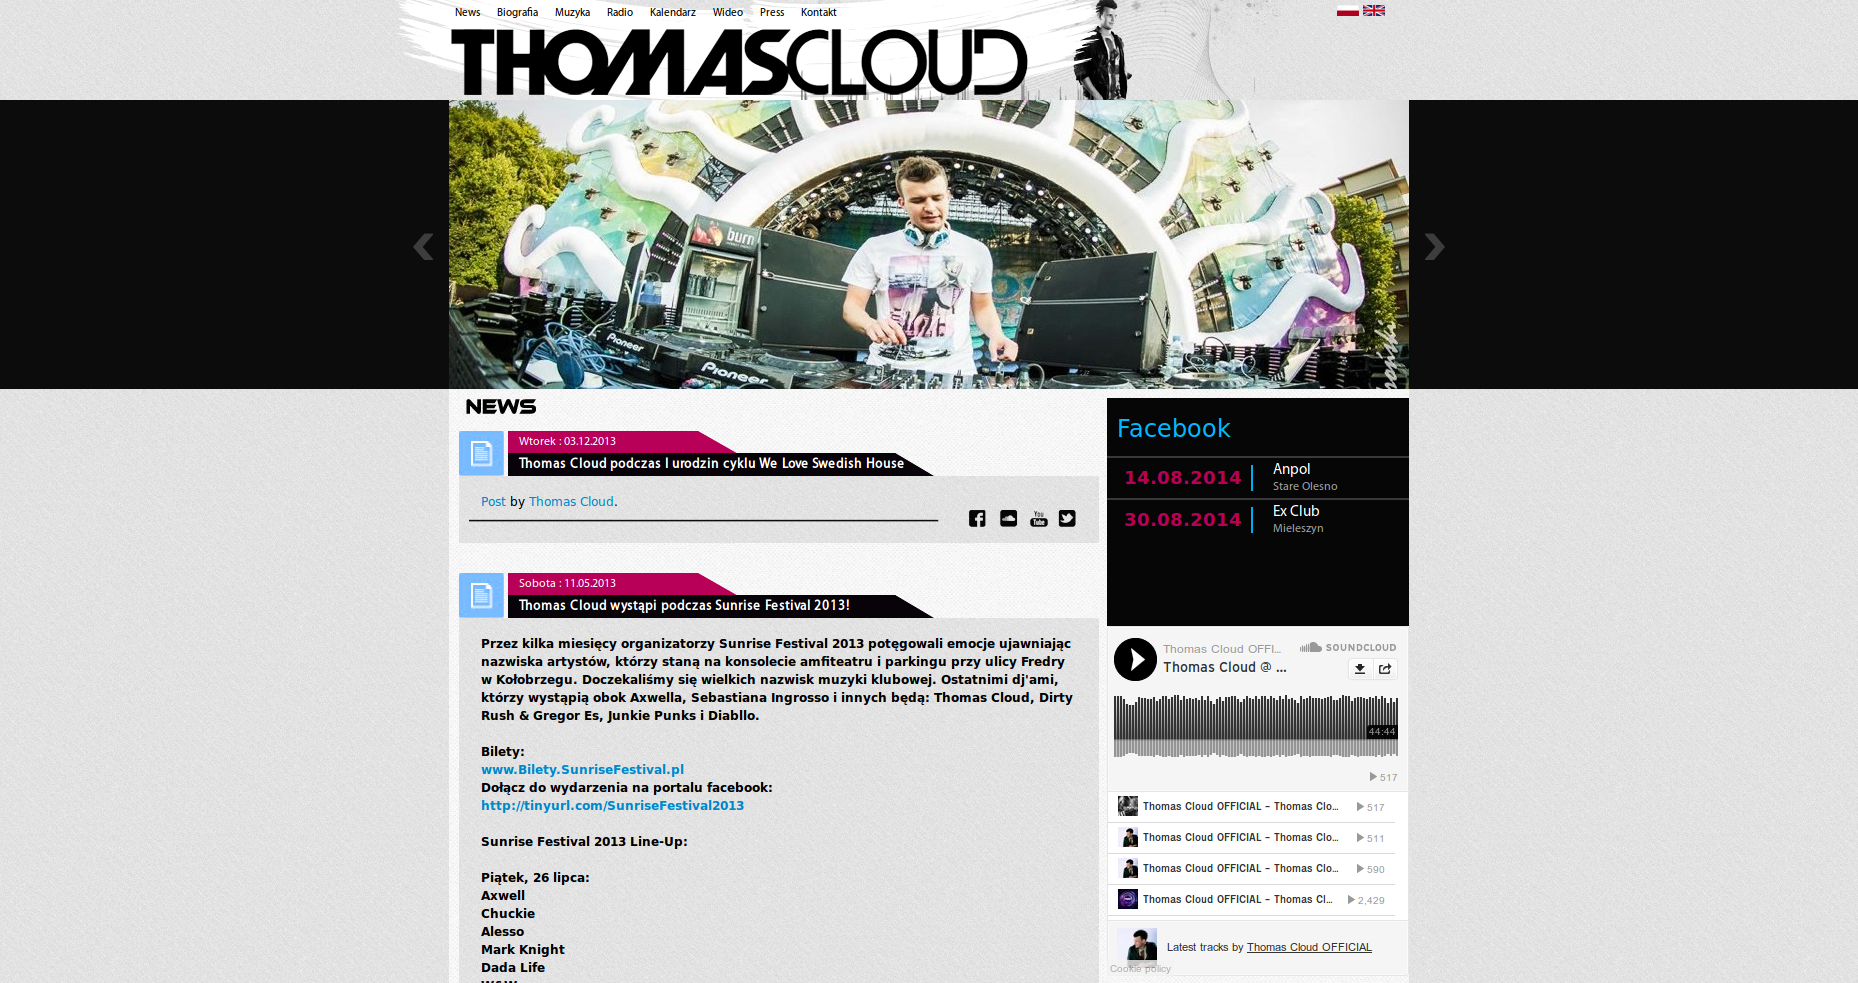 News Biografia Muzyka Radio Kalendarz Wideo Press Kontakt
THOMASCLOUD
burn
Pioneer
Pioneer
NEWS
Wtorek : 03.12.2013
Thomas Cloud podczas I urodzin cyklu We Love Swedish House
Post by Thomas Cloud.
You
Tube
Sobota : 11.05.2013
Thomas Cloud wystąpi podczas Sunrise Festival 2013!
Przez kilka miesięcy organizatorzy Sunrise Festival 2013 potęgowali emocje ujawniając
nazwiska artystów, którzy staną na konsolecie amfiteatru i parkingu przy ulicy Fredry
w Kołobrzegu. Doczekaliśmy się wielkich nazwisk muzyki klubowej. Ostatnimi dj'ami,
którzy wystąpią obok Axwella, Sebastiana Ingrosso i innych będą: Thomas Cloud, Dirty
Rush & Gregor Es, Junkie Punks i Diabllo.
Bilety:
www.Bilety.SunriseFestival.pl
Dołącz do wydarzenia na portalu facebook:
http://tinyurl.com/SunriseFestival2013
Sunrise Festival 2013 Line-Up:
Piątek, 26 lipca:
Axwell
Chuckie
Alesso
Mark Knight
Dada Life
Facebook
14.08.2014 Anpol
Stare Olesno
30.08.2014 Ex Club
Mieleszyn
Thomas Cloud OFFI... SOUNDCLOUD
Thomas Cloud @ ...
44:44
517
Thomas Cloud OFFICIAL - Thomas Clo... 517
Thomas Cloud OFFICIAL - Thomas Clo... 511
Thomas Cloud OFFICIAL - Thomas Clo... 590
Thomas Cloud OFFICIAL - Thomas Cl... 2,429
Latest tracks by Thomas Cloud OFFICIAL
Cookie policy